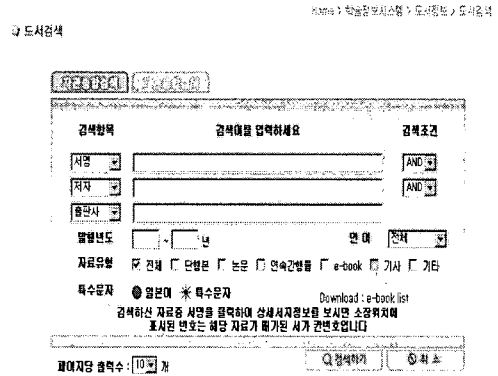 Home > 학술정보시스템 > 도서정보 > 도서검색
도서검색
검색항목 검색어를 입력하세요 검색조건
서명 AND
저자 AND
출판사
발행년도 ~ 년 언어 전체
자료유형 전체 단행본 논문 연속간행물 e-book 기사 기타
특수문자 일본어 특수문자 Download : e-book list
검색하신 자료중 서명을 클릭하여 상세서지정보를 보시면 소장위치에
표시된 번호는 해당 자료가 배가된 서가 칸번호입니다
페이지당 출력수 : 10 개 검색하기 취소